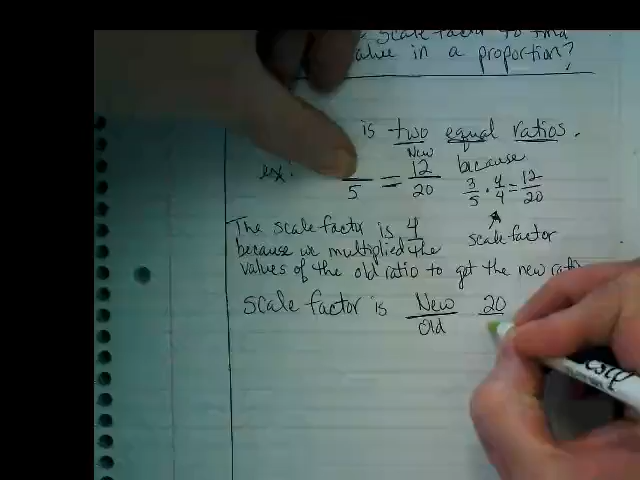 scale factor to find
value in a proportion?
is two equal ratios.
New
ex: 5 = 12/20 because
3/5 · 4/4 = 12/20
The scale factor is 4
scale factor
because we multiplied the
values of the old ratio to get the new ratio
Scale factor is New/Old 20